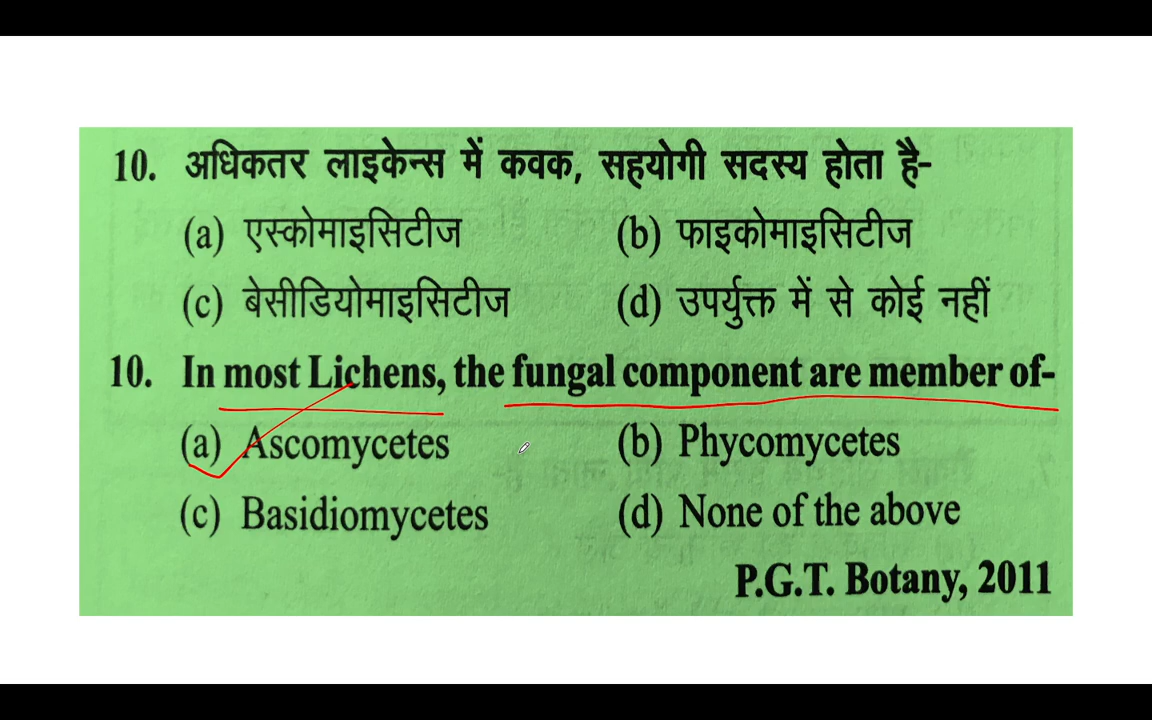 10. अधिकतर लाइकेन्स में कवक, सहयोगी सदस्य होता है-
(a) एस्कोमाइसिटीज (b) फाइकोमाइसिटीज
(c) बेसीडियोमाइसिटीज (d) उपर्युक्त में से कोई नहीं
10. In most Lichens, the fungal component are member of-
(a) Ascomycetes (b) Phycomycetes
(c) Basidiomycetes (d) None of the above
P.G.T. Botany, 2011